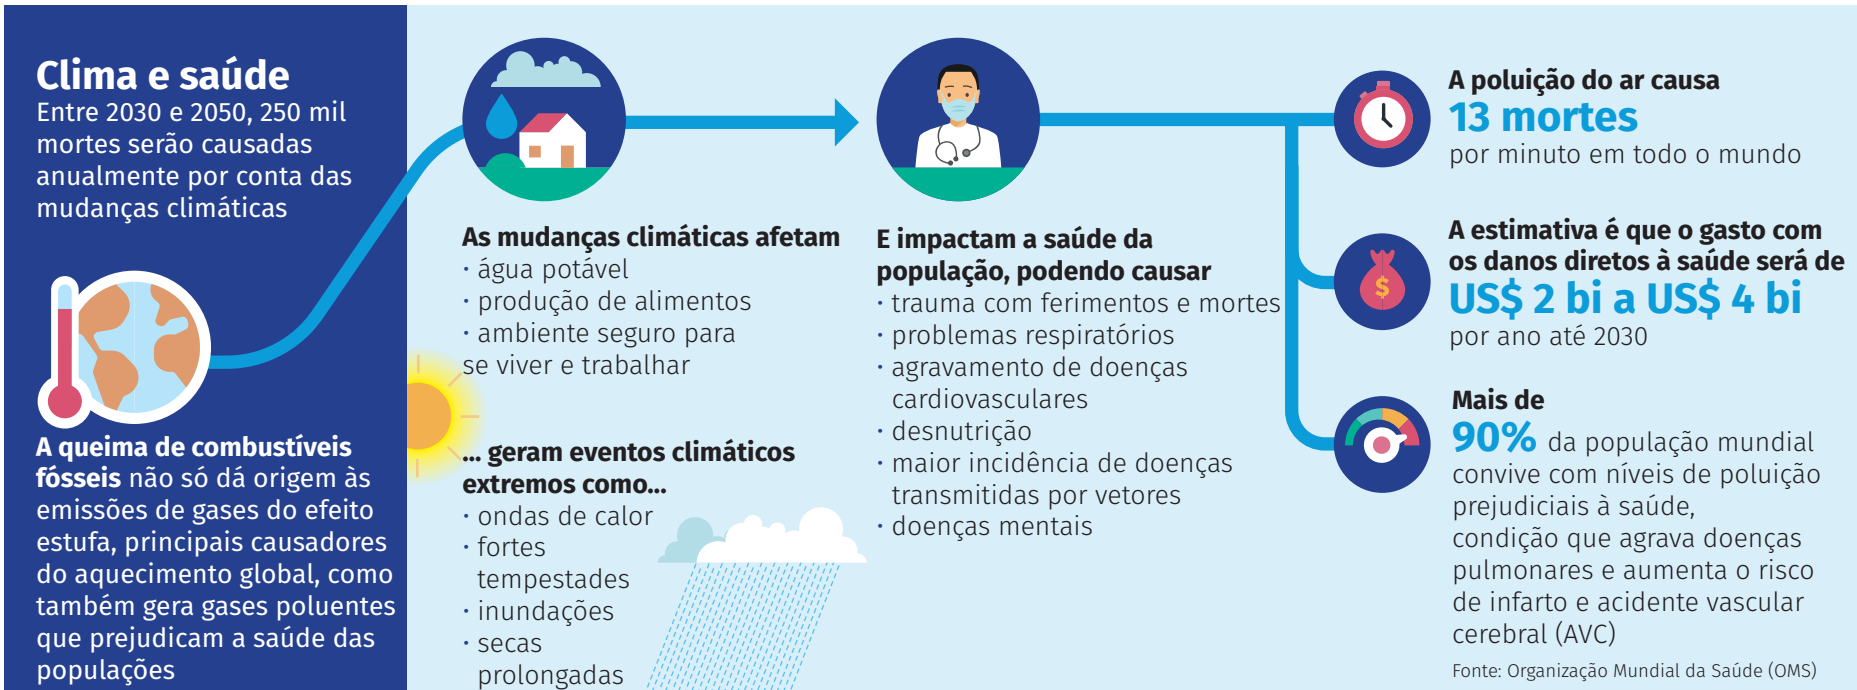 Clima e saúde
Entre 2030 e 2050, 250 mil
mortes serão causadas
anualmente por conta das
mudanças climáticas
A queima de combustíveis
fósseis não só dá origem às
emissões de gases do efeito
estufa, principais causadores
do aquecimento global, como
também gera gases poluentes
que prejudicam a saúde das
populações
As mudanças climáticas afetam
· água potável
· produção de alimentos
· ambiente seguro para
se viver e trabalhar
... geram eventos climáticos
extremos como...
· ondas de calor
· fortes
tempestades
· inundações
· secas
prolongadas
E impactam a saúde da
população, podendo causar
· trauma com ferimentos e mortes
· problemas respiratórios
· agravamento de doenças
cardiovasculares
· desnutrição
· maior incidência de doenças
transmitidas por vetores
· doenças mentais
A poluição do ar causa
13 mortes
por minuto em todo o mundo
$
A estimativa é que o gasto com
os danos diretos à saúde será de
US$ 2 bi a US$ 4 bi
por ano até 2030
Mais de
90% da população mundial
convive com níveis de poluição
prejudiciais à saúde,
condição que agrava doenças
pulmonares e aumenta o risco
de infarto e acidente vascular
cerebral (AVC)
Fonte: Organização Mundial da Saúde (OMS)